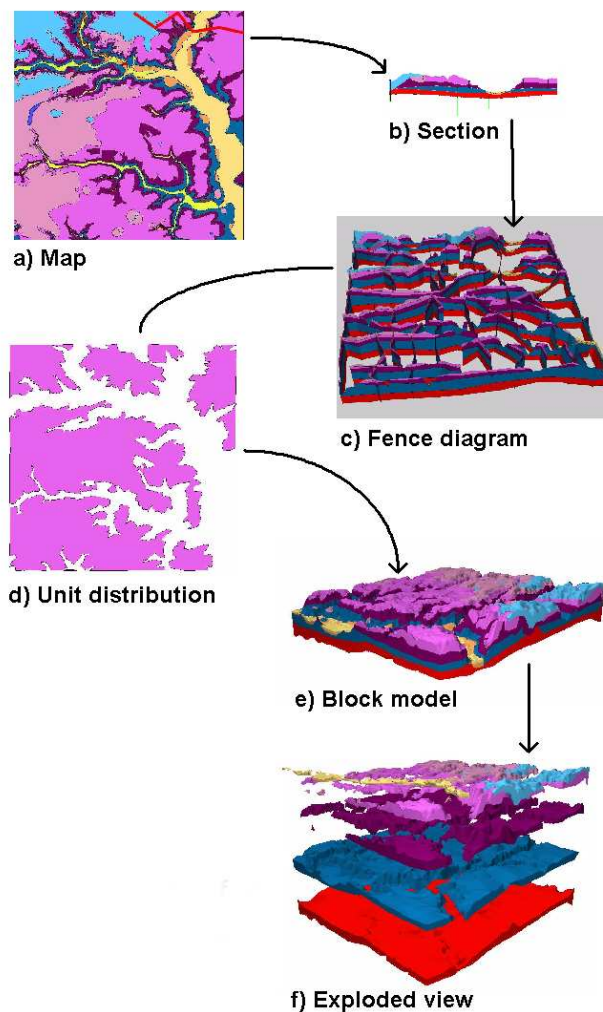 a) Map
b) Section
c) Fence diagram
d) Unit distribution
e) Block model
f) Exploded view